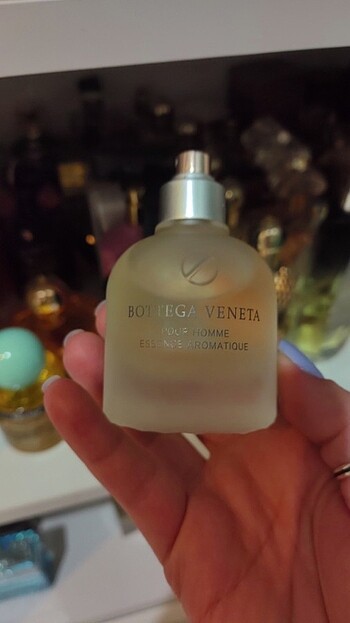 BOTTEGA VENETA
POUR HOMME
ESSENCE AROMATIQUE